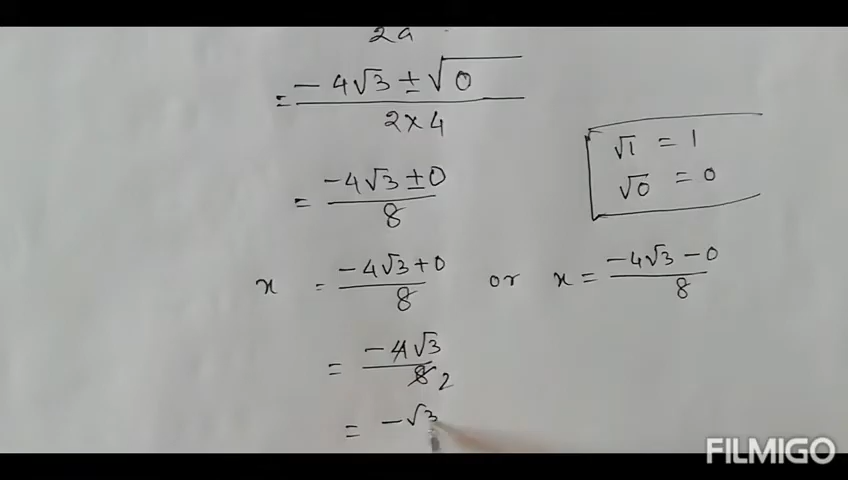 2a
= -4√3 ± √0 / 2×4
√1 = 1
√0 = 0
= -4√3 ± 0 / 8
x = -4√3 + 0 / 8 or x = -4√3 - 0 / 8
= -4√3 / 8 2
= -√3
FILMIGO